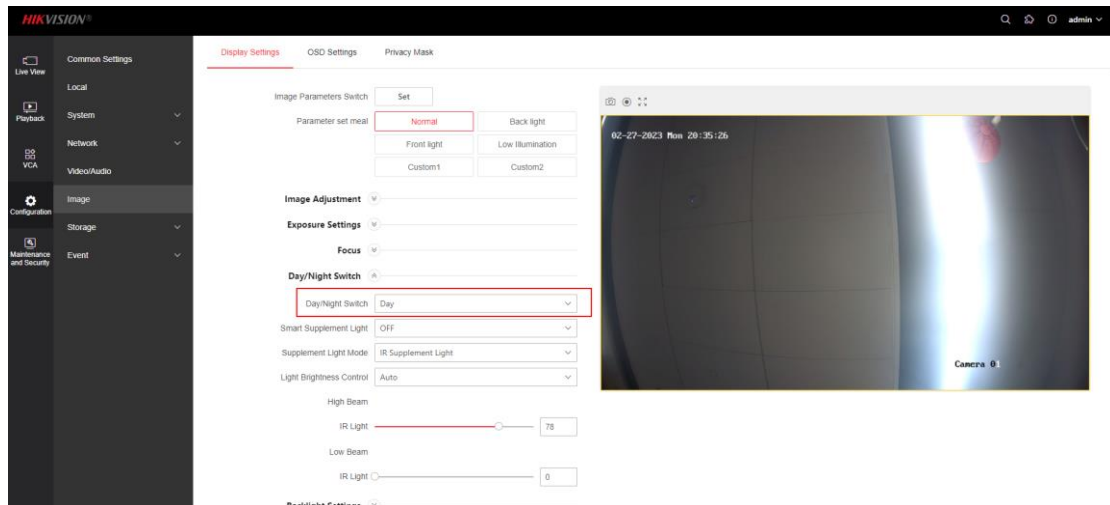 HIKVISION®
admin
Live View
Playback
VCA
Configuration
Maintenance
and Security
Common Settings
Local
System
Network
Video/Audio
Image
Storage
Event
Display Settings OSD Settings Privacy Mask
Image Parameters Switch Set
Parameter set meal Normal Back light
Front light Low Illumination
Custom1 Custom2
Image Adjustment
Exposure Settings
Focus
Day/Night Switch
Day/Night Switch Day
Smart Supplement Light OFF
Supplement Light Mode IR Supplement Light
Light Brightness Control Auto
High Beam
IR Light 78
Low Beam
IR Light 0
Backlight Settings
02-27-2023 Mon 20:35:26
Camera 01